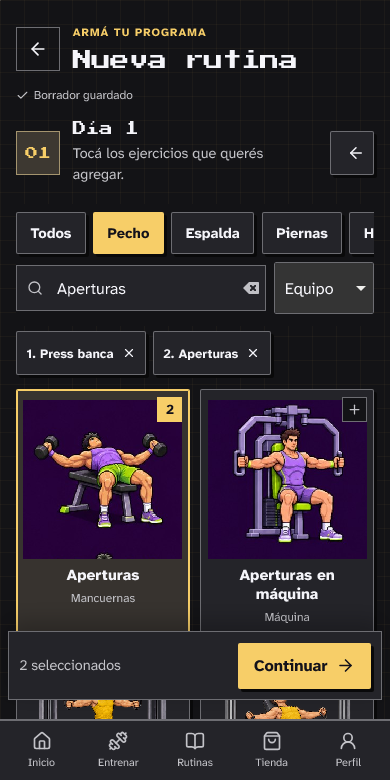 ARMÁ TU PROGRAMA
Nueva rutina
Borrador guardado
01
Día 1
Tocá los ejercicios que querés
agregar.
Todos
Pecho
Espalda
Piernas
H
Aperturas
Equipo
1. Press banca
2. Aperturas
2
Aperturas
Mancuernas
Aperturas en
máquina
Máquina
2 seleccionados
Continuar
Inicio
Entrenar
Rutinas
Tienda
Perfil